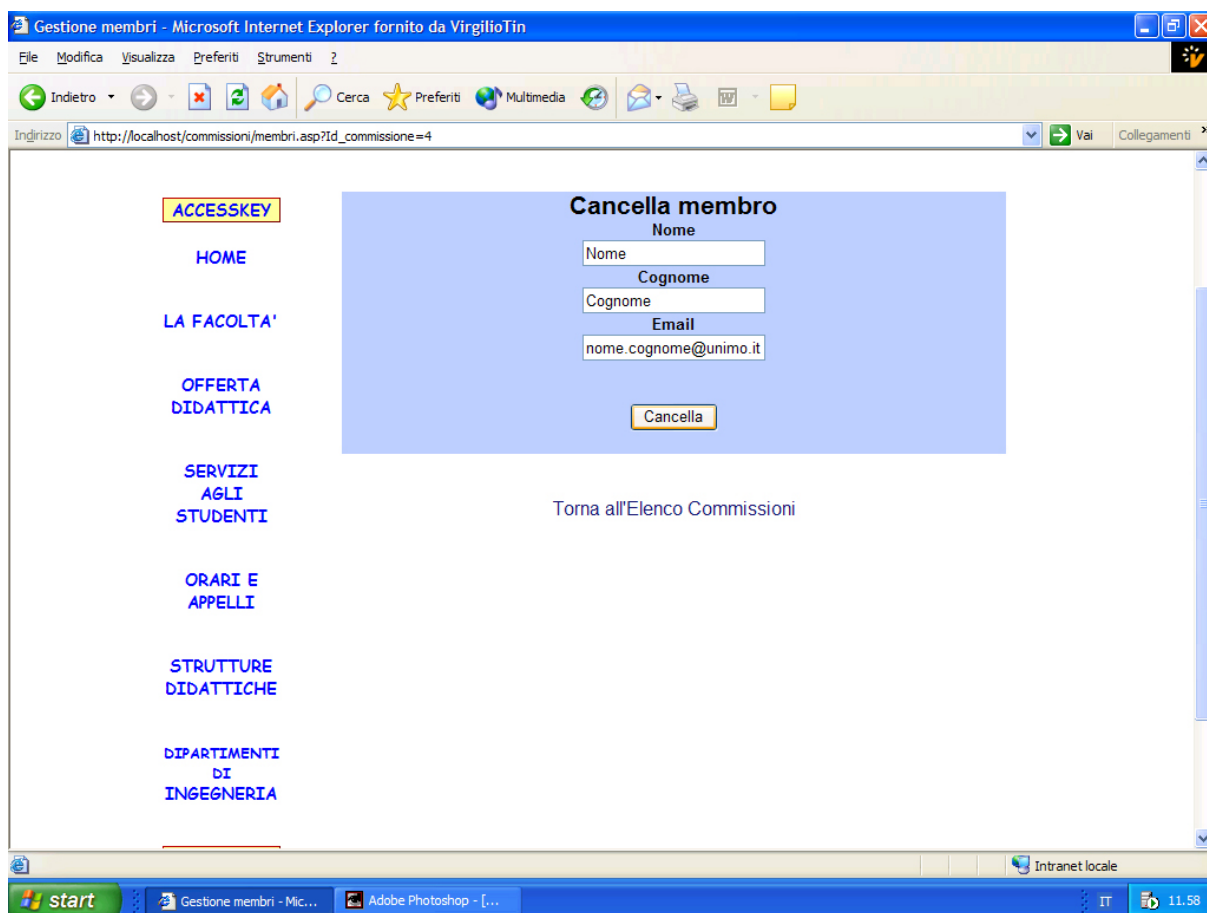 Gestione membri - Microsoft Internet Explorer fornito da VirgilioTin
File Modifica Visualizza Preferiti Strumenti ?
Indietro Cerca Preferiti Multimedia
Indirizzo http://localhost/commissioni/membri.asp?Id_commissione=4 Vai Collegamenti »
ACCESSKEY
HOME
LA FACOLTA'
OFFERTA
DIDATTICA
SERVIZI
AGLI
STUDENTI
ORARI E
APPELLI
STRUTTURE
DIDATTICHE
DIPARTIMENTI
DI
INGEGNERIA
Cancella membro
Nome
Nome
Cognome
Cognome
Email
nome.cognome@unimo.it
Cancella
Torna all'Elenco Commissioni
Intranet locale
start Gestione membri - Mic... Adobe Photoshop - [... IT 11.58